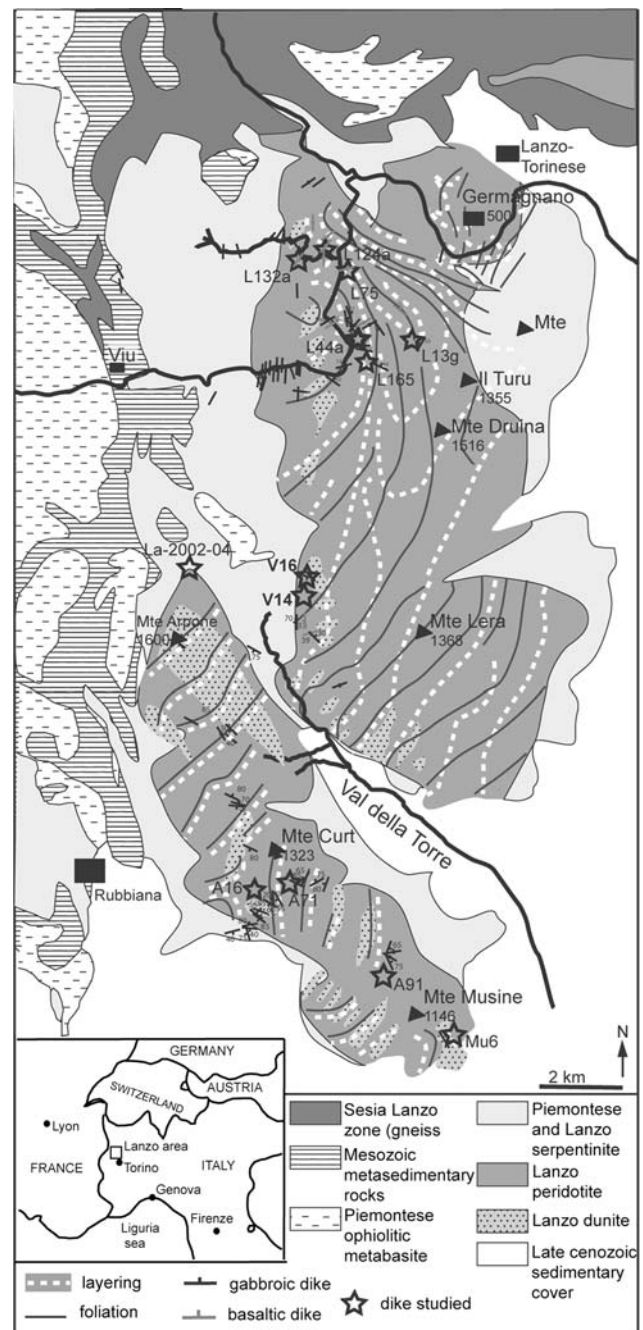 Lanzo-
Torinese
Germagnano
500
L124a
L132a
L75
Mte
L44a
L13g
Viu
L165
Il Turu
1355
Mte Druina
1516
La-2002-04
V16
V14
70
Mte Arpone
1600
Mte Lera
1368
75
Val della Torre
Mte Curt
1323
Rubbiana
A16
A71
A91
Mte Musine
1146
Mu6
N
2 km
GERMANY
SWITZERLAND
AUSTRIA
Lyon
Lanzo area
FRANCE
Torino
ITALY
Genova
Liguria
sea
Firenze
Sesia Lanzo
zone (gneiss
Mesozoic
metasedimentary
rocks
Piemontese
ophiolitic
metabasite
Piemontese
and Lanzo
serpentinite
Lanzo
peridotite
Lanzo dunite
Late cenozoic
sedimentary
cover
layering
gabbroic dike
dike studied
foliation
basaltic dike